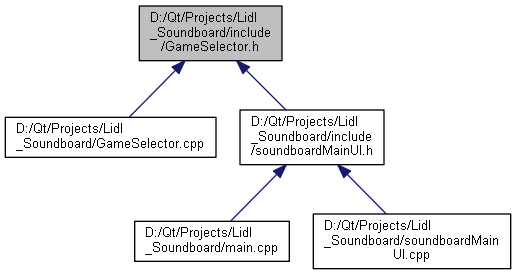 D:/Qt/Projects/Lidl
_Soundboard/include
/GameSelector.h
D:/Qt/Projects/Lidl
_Soundboard/GameSelector.cpp
D:/Qt/Projects/Lidl
_Soundboard/include
/soundboardMainUI.h
D:/Qt/Projects/Lidl
_Soundboard/main.cpp
D:/Qt/Projects/Lidl
_Soundboard/soundboardMain
UI.cpp